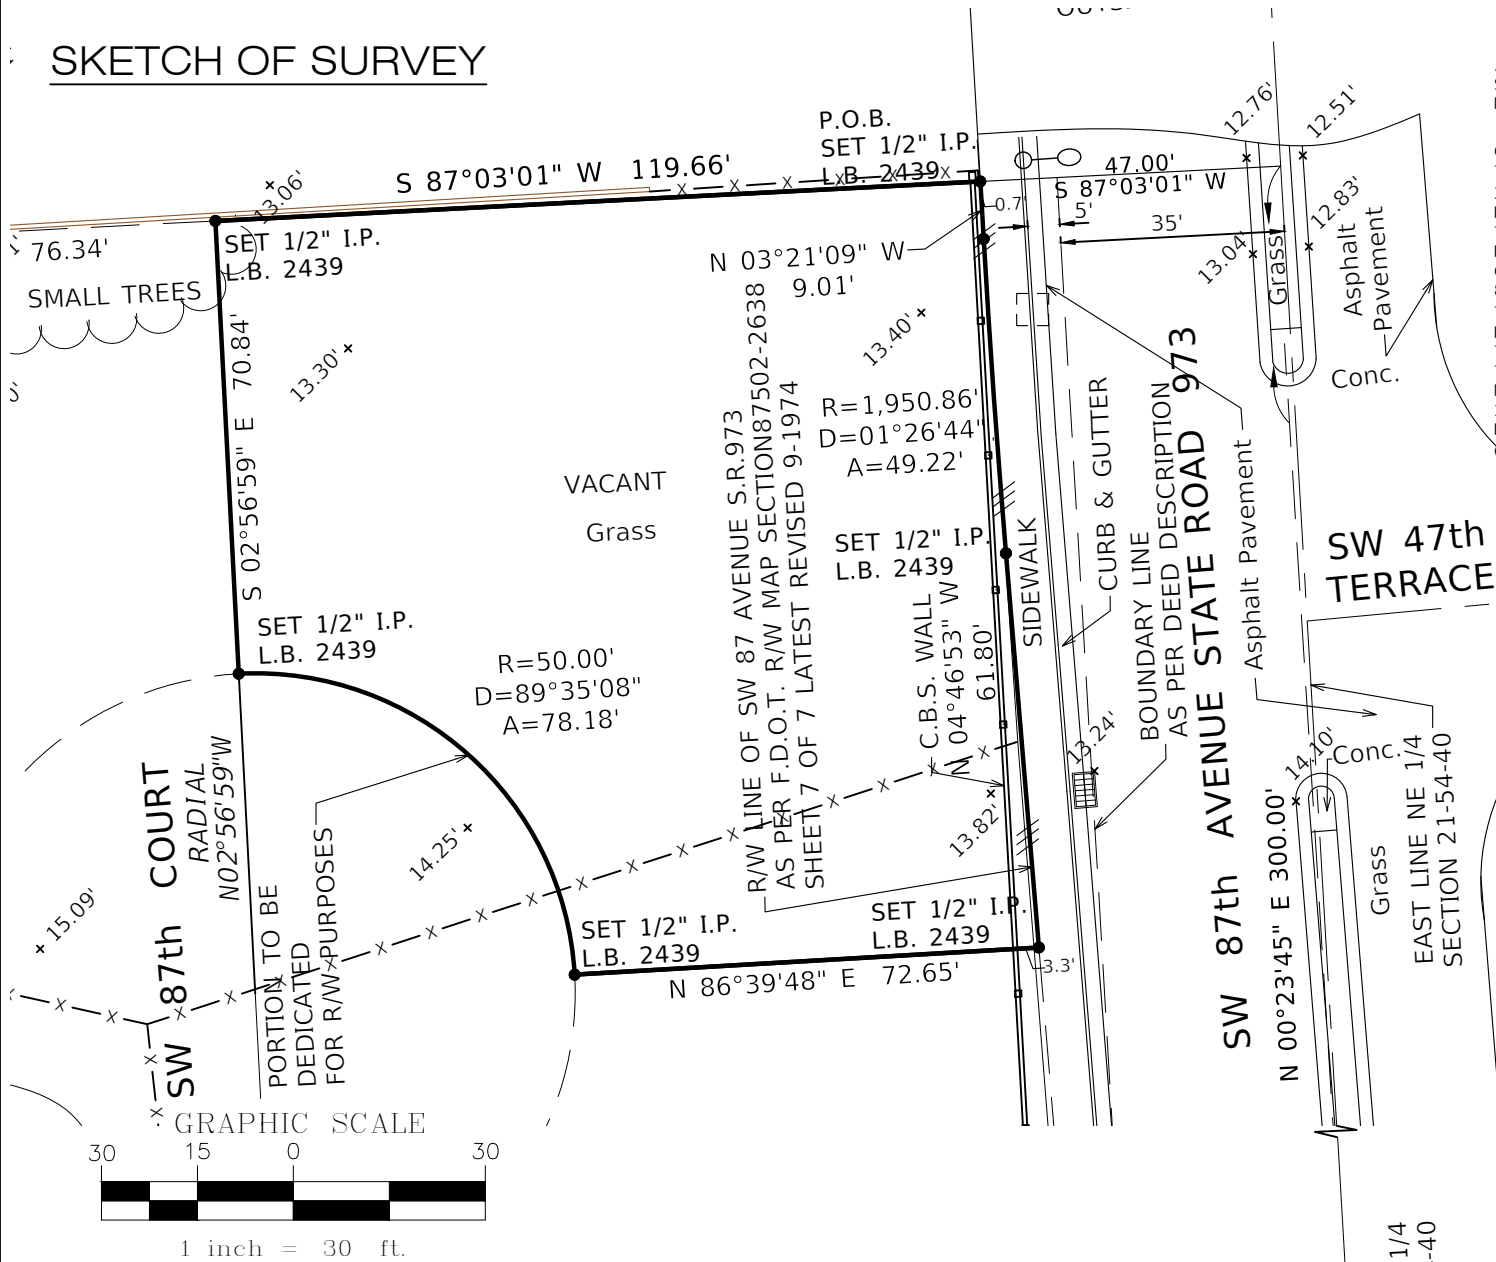 SKETCH OF SURVEY
P.O.B.
SET 1/2" I.P.
L.B. 2439
S 87°03'01" W 119.66'
13.06'
76.34'
SET 1/2" I.P.
L.B. 2439
SMALL TREES
S 02°56'59" E 70.84'
13.30'
N 03°21'09" W
9.01'
0.7'
5'
35'
47.00'
S 87°03'01" W
12.76'
12.51'
12.83'
13.04'
Grass
Asphalt
Pavement
Conc.
13.40'
R=1,950.86'
D=01°26'44"
A=49.22'
VACANT
Grass
R/W LINE OF SW 87 AVENUE S.R.973
AS PER F.D.O.T. R/W MAP SECTION87502-2638
SHEET 7 OF 7 LATEST REVISED 9-1974
SET 1/2" I.P.
L.B. 2439
C.B.S. WALL
N 04°46'53" W
61.80'
SIDEWALK
CURB & GUTTER
BOUNDARY LINE
AS PER DEED DESCRIPTION
SW 87th AVENUE STATE ROAD 973
Asphalt Pavement
SW 47th
TERRACE
SET 1/2" I.P.
L.B. 2439
R=50.00'
D=89°35'08"
A=78.18'
13.24'
14.10'
Conc.
N 00°23'45" E 300.00'
Grass
EAST LINE NE 1/4
SECTION 21-54-40
13.82'
14.25'
15.09'
SW 87th COURT
RADIAL
N02°56'59"W
PORTION TO BE
DEDICATED
FOR R/W PURPOSES
SET 1/2" I.P.
L.B. 2439
SET 1/2" I.P.
L.B. 2439
N 86°39'48" E 72.65'
3.3'
GRAPHIC SCALE
30 15 0 30
1 inch = 30 ft.
1/4
-40